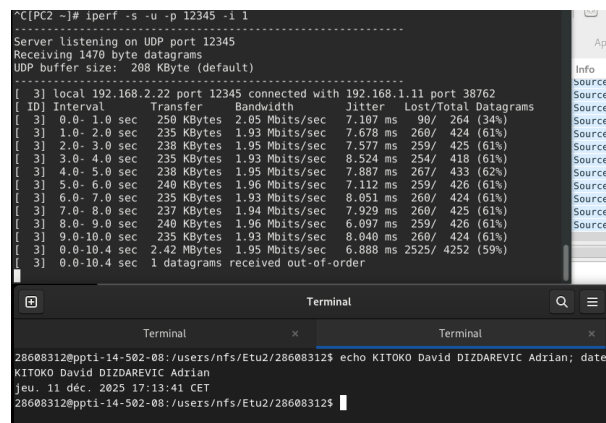 ^C[PC2 ~]# iperf -s -u -p 12345 -i 1
------------------------------------------------------------
Server listening on UDP port 12345
Receiving 1470 byte datagrams
UDP buffer size:  208 KByte (default)
------------------------------------------------------------
[  3] local 192.168.2.22 port 12345 connected with 192.168.1.11 port 38762
[ ID] Interval       Transfer     Bandwidth        Jitter   Lost/Total Datagrams
[  3]  0.0- 1.0 sec   250 KBytes  2.05 Mbits/sec   7.107 ms   90/  264 (34%)
[  3]  1.0- 2.0 sec   235 KBytes  1.93 Mbits/sec   7.678 ms  260/  424 (61%)
[  3]  2.0- 3.0 sec   238 KBytes  1.95 Mbits/sec   7.577 ms  259/  425 (61%)
[  3]  3.0- 4.0 sec   235 KBytes  1.93 Mbits/sec   8.524 ms  254/  418 (61%)
[  3]  4.0- 5.0 sec   238 KBytes  1.95 Mbits/sec   7.887 ms  267/  433 (62%)
[  3]  5.0- 6.0 sec   240 KBytes  1.96 Mbits/sec   7.112 ms  259/  426 (61%)
[  3]  6.0- 7.0 sec   235 KBytes  1.93 Mbits/sec   8.051 ms  260/  424 (61%)
[  3]  7.0- 8.0 sec   237 KBytes  1.94 Mbits/sec   7.929 ms  260/  425 (61%)
[  3]  8.0- 9.0 sec   240 KBytes  1.96 Mbits/sec   6.097 ms  259/  426 (61%)
[  3]  9.0-10.0 sec   235 KBytes  1.93 Mbits/sec   8.040 ms  260/  424 (61%)
[  3]  0.0-10.4 sec  2.42 MBytes  1.95 Mbits/sec   6.888 ms 2525/ 4252 (59%)
[  3]  0.0-10.4 sec  1 datagrams received out-of-order
Ap
Info
Source
Source
Source
Source
Source
Source
Source
Source
Source
Source
Source
Source
Terminal
Terminal × Terminal ×
28608312@ppti-14-502-08:/users/nfs/Etu2/28608312$ echo KITOKO David DIZDAREVIC Adrian; date
KITOKO David DIZDAREVIC Adrian
jeu. 11 déc. 2025 17:13:41 CET
28608312@ppti-14-502-08:/users/nfs/Etu2/28608312$